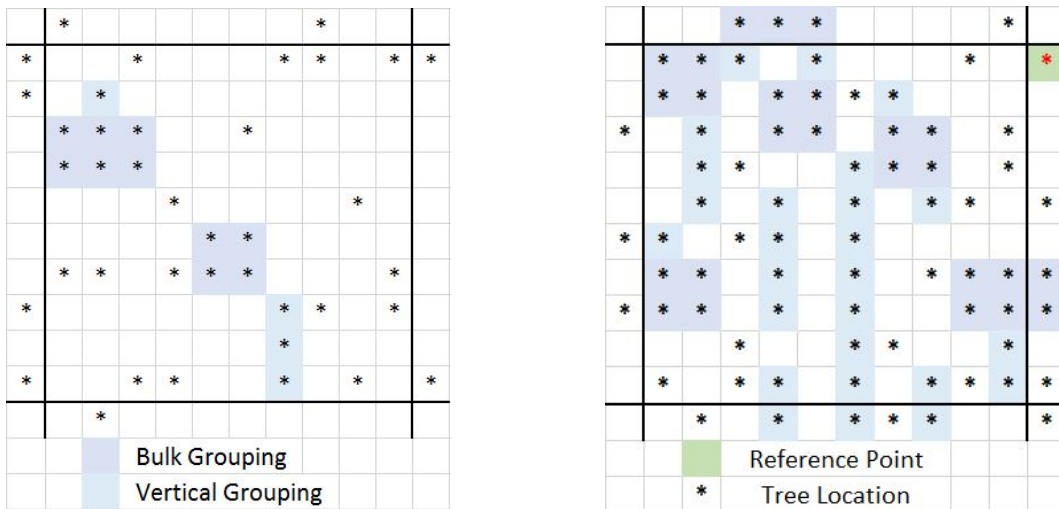 Bulk Grouping
Vertical Grouping
Reference Point
* Tree Location